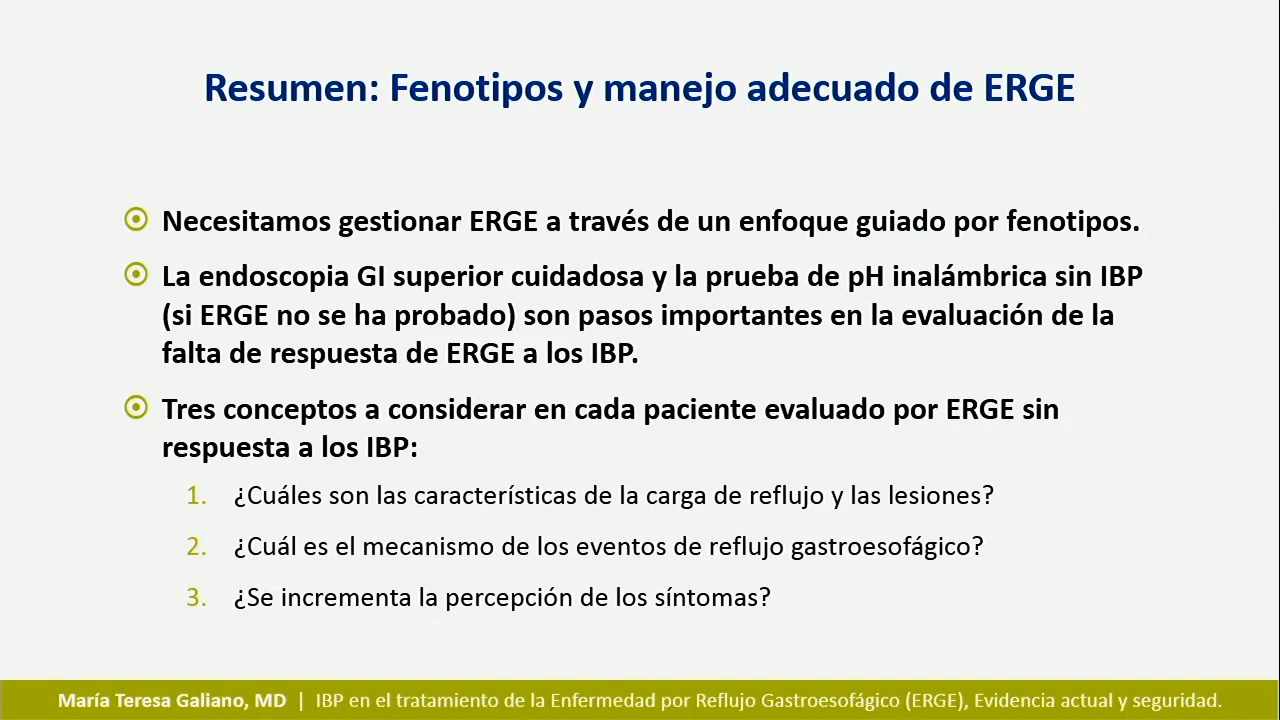 Resumen: Fenotipos y manejo adecuado de ERGE
Necesitamos gestionar ERGE a través de un enfoque guiado por fenotipos.
La endoscopia GI superior cuidadosa y la prueba de pH inalámbrica sin IBP
(si ERGE no se ha probado) son pasos importantes en la evaluación de la
falta de respuesta de ERGE a los IBP.
Tres conceptos a considerar en cada paciente evaluado por ERGE sin
respuesta a los IBP:
1. ¿Cuáles son las características de la carga de reflujo y las lesiones?
2. ¿Cuál es el mecanismo de los eventos de reflujo gastroesofágico?
3. ¿Se incrementa la percepción de los síntomas?
María Teresa Galiano, MD | IBP en el tratamiento de la Enfermedad por Reflujo Gastroesofágico (ERGE), Evidencia actual y seguridad.